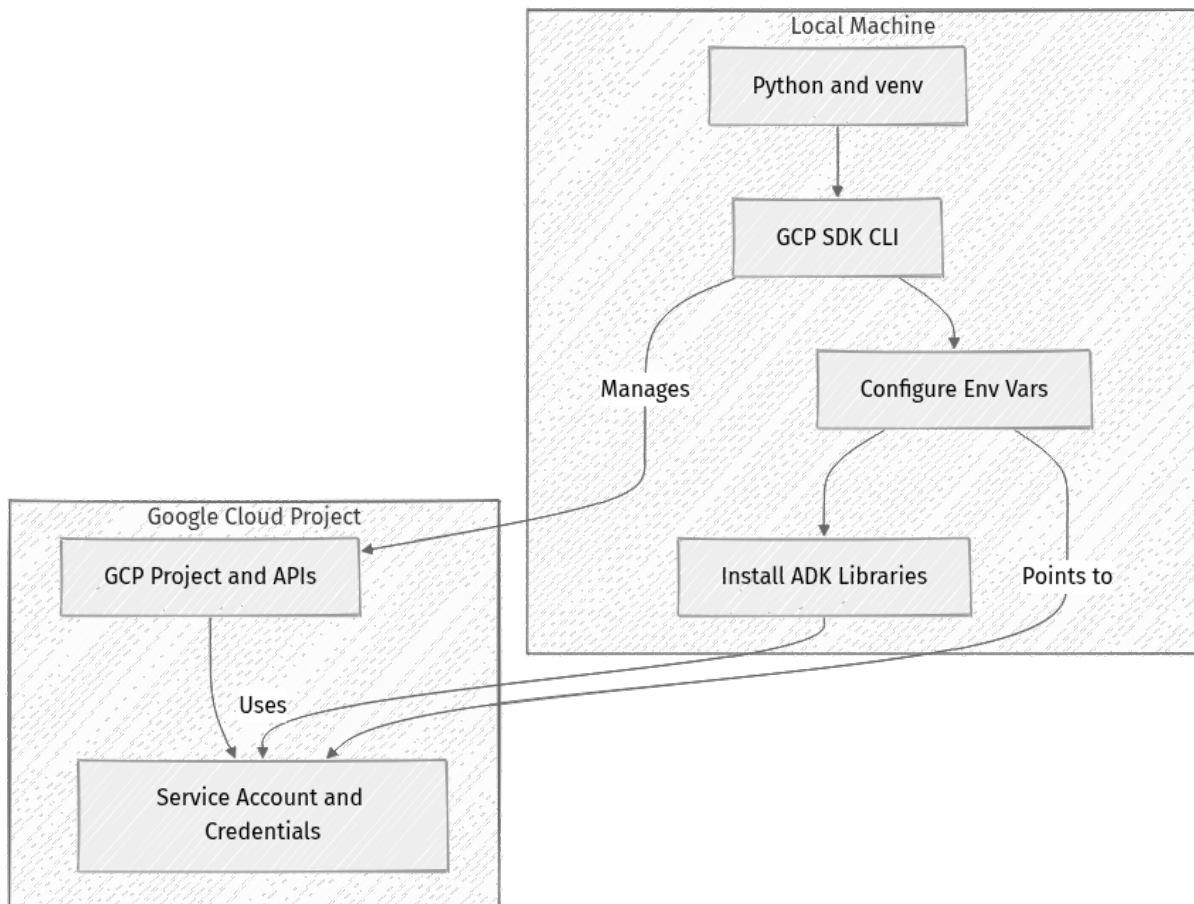 Local Machine
Python and venv
GCP SDK CLI
Manages
Configure Env Vars
Google Cloud Project
GCP Project and APIs
Install ADK Libraries
Points to
Uses
Service Account and
Credentials